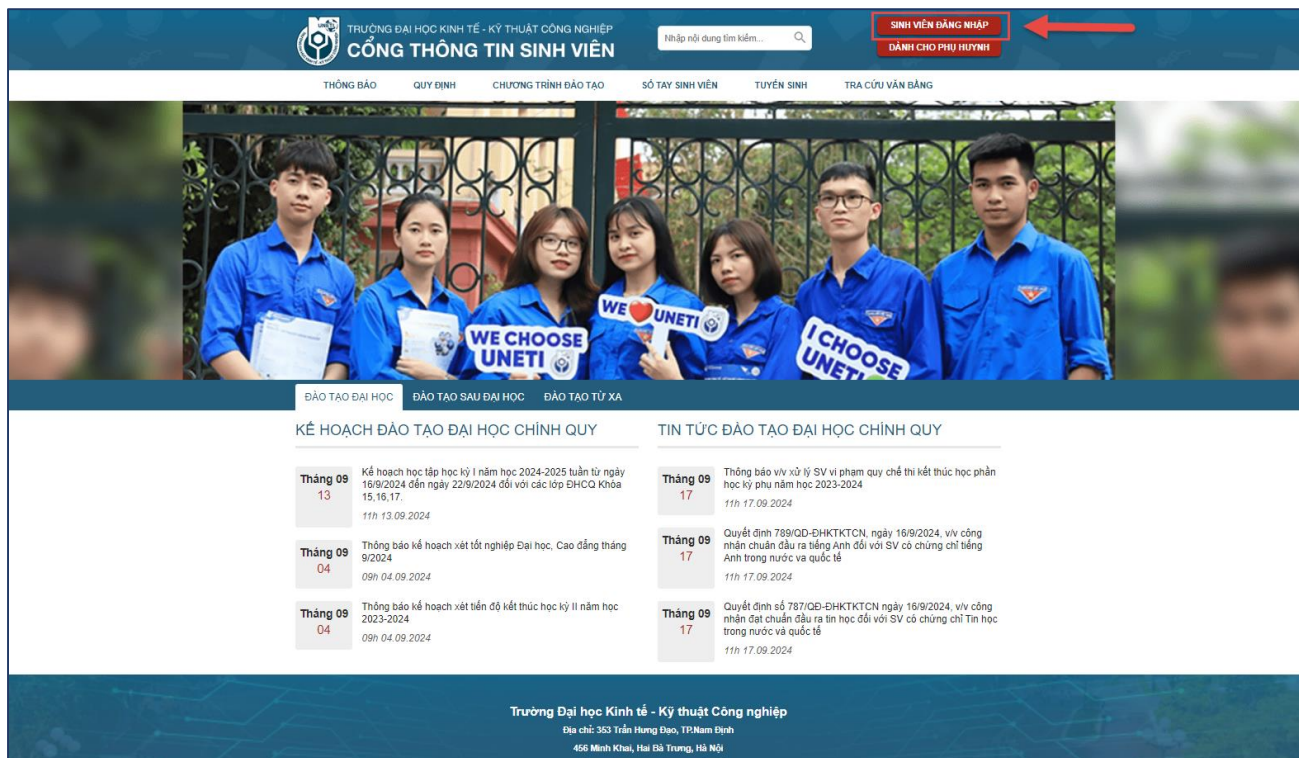 UNETI
TRƯỜNG ĐẠI HỌC KINH TẾ - KỸ THUẬT CÔNG NGHIỆP
CỔNG THÔNG TIN SINH VIÊN
Nhập nội dung tìm kiếm...
SINH VIÊN ĐĂNG NHẬP
DÀNH CHO PHỤ HUYNH
THÔNG BÁO QUY ĐỊNH CHƯƠNG TRÌNH ĐÀO TẠO SỔ TAY SINH VIÊN TUYỂN SINH TRA CỨU VĂN BẰNG
WE CHOOSE
UNETI
WE UNETI
I CHOOSE
UNETI
ĐÀO TẠO ĐẠI HỌC ĐÀO TẠO SAU ĐẠI HỌC ĐÀO TẠO TỪ XA
KẾ HOẠCH ĐÀO TẠO ĐẠI HỌC CHÍNH QUY
Tháng 09
13
Kế hoạch học tập học kỳ I năm học 2024-2025 tuần từ ngày
16/9/2024 đến ngày 22/9/2024 đối với các lớp ĐHCQ Khóa
15,16,17.
11h 13.09.2024
Tháng 09
04
Thông báo kế hoạch xét tốt nghiệp Đại học, Cao đẳng tháng
9/2024
09h 04.09.2024
Tháng 09
04
Thông báo kế hoạch xét tiến độ kết thúc học kỳ II năm học
2023-2024
09h 04.09.2024
TIN TỨC ĐÀO TẠO ĐẠI HỌC CHÍNH QUY
Tháng 09
17
Thông báo v/v xử lý SV vi phạm quy chế thi kết thúc học phần
học kỳ phụ năm học 2023-2024
11h 17.09.2024
Tháng 09
17
Quyết định 789/QD-ĐHKTKTCN, ngày 16/9/2024, v/v công
nhận chuẩn đầu ra tiếng Anh đối với SV có chứng chỉ tiếng
Anh trong nước va quốc tế
11h 17.09.2024
Tháng 09
17
Quyết định số 787/QĐ-ĐHKTKTCN ngày 16/9/2024, v/v công
nhận đạt chuẩn đầu ra tin học đối với SV có chứng chỉ Tin học
trong nước và quốc tế
11h 17.09.2024
Trường Đại học Kinh tế - Kỹ thuật Công nghiệp
Địa chỉ: 353 Trần Hưng Đạo, TP.Nam Định
456 Minh Khai, Hai Bà Trưng, Hà Nội